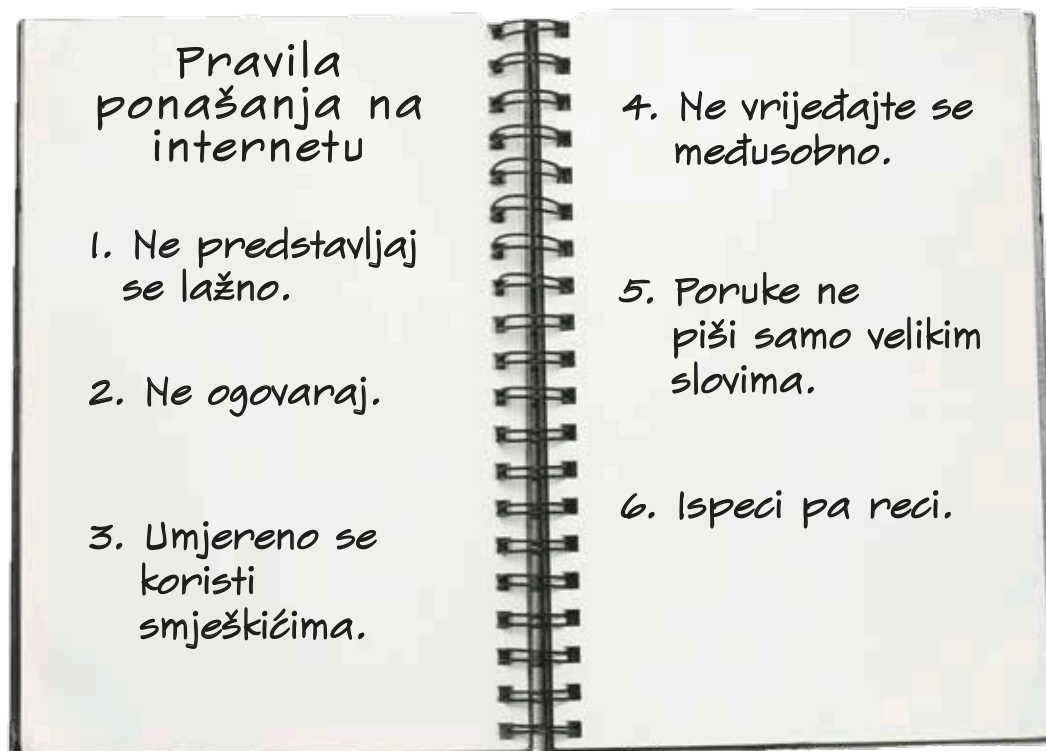 Pravila
ponašanja na
internetu
1. Ne predstavljaj
se lažno.
2. Ne ogovaraj.
3. Umjereno se
koristi
smješkićima.
4. Ne vrijeđajte se
međusobno.
5. Poruke ne
piši samo velikim
slovima.
6. Ispeci pa reci.